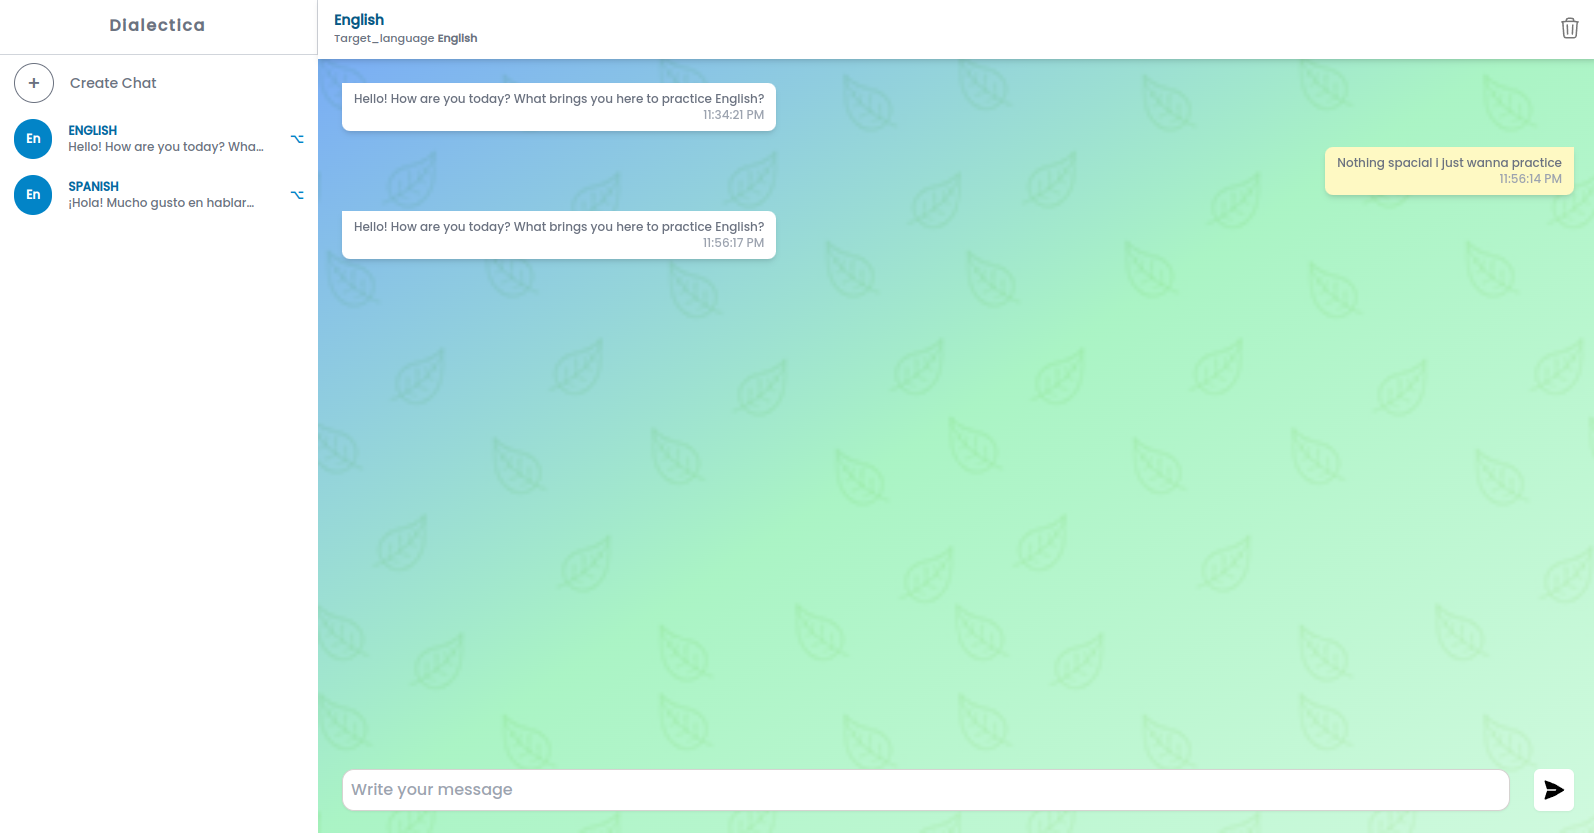 Dialectica
+ Create Chat
En
ENGLISH
Hello! How are you today? Wha...
En
SPANISH
¡Hola! Mucho gusto en hablar...
English
Target_language English
Hello! How are you today? What brings you here to practice English?
11:34:21 PM
Nothing spacial i just wanna practice
11:56:14 PM
Hello! How are you today? What brings you here to practice English?
11:56:17 PM
Write your message